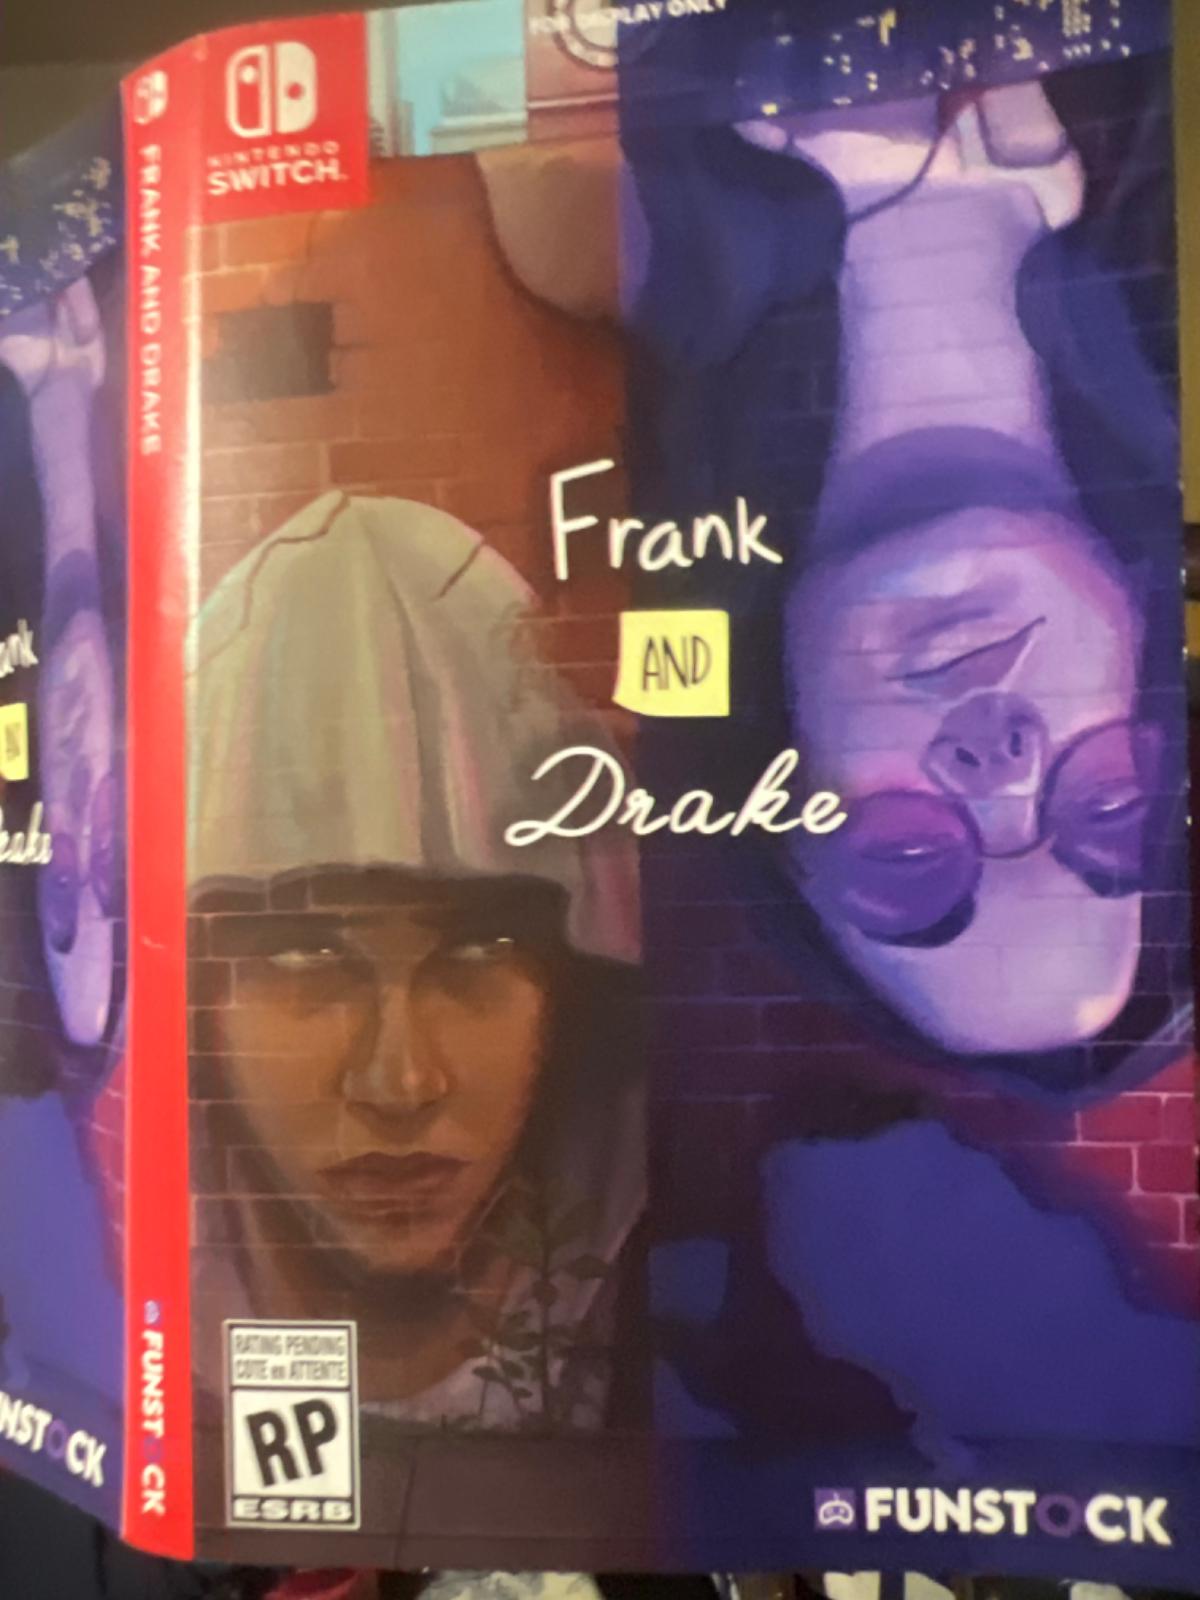 FOR DISPLAY ONLY
NINTENDO
SWITCH.
FRANK AND DRAKE
Frank
AND
Drake
RATING PENDING
COTE en ATTENTE
RP
ESRB
FUNSTOCK
FUNSTOCK